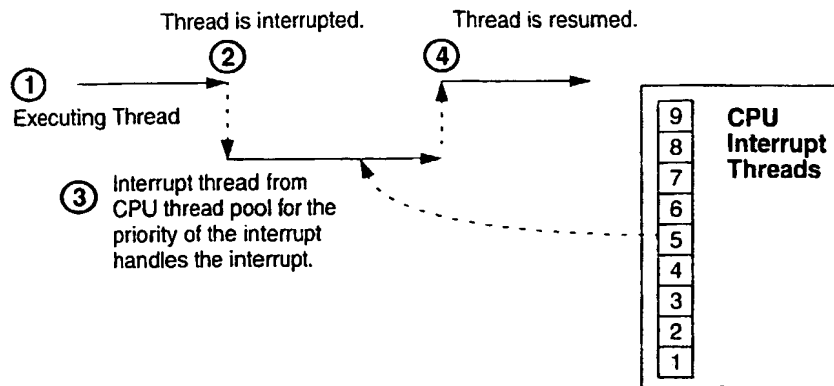 Thread is interrupted.
Thread is resumed.
2
4
1
Executing Thread
3
Interrupt thread from
CPU thread pool for the
priority of the interrupt
handles the interrupt.
CPU
Interrupt
Threads
9
8
7
6
5
4
3
2
1